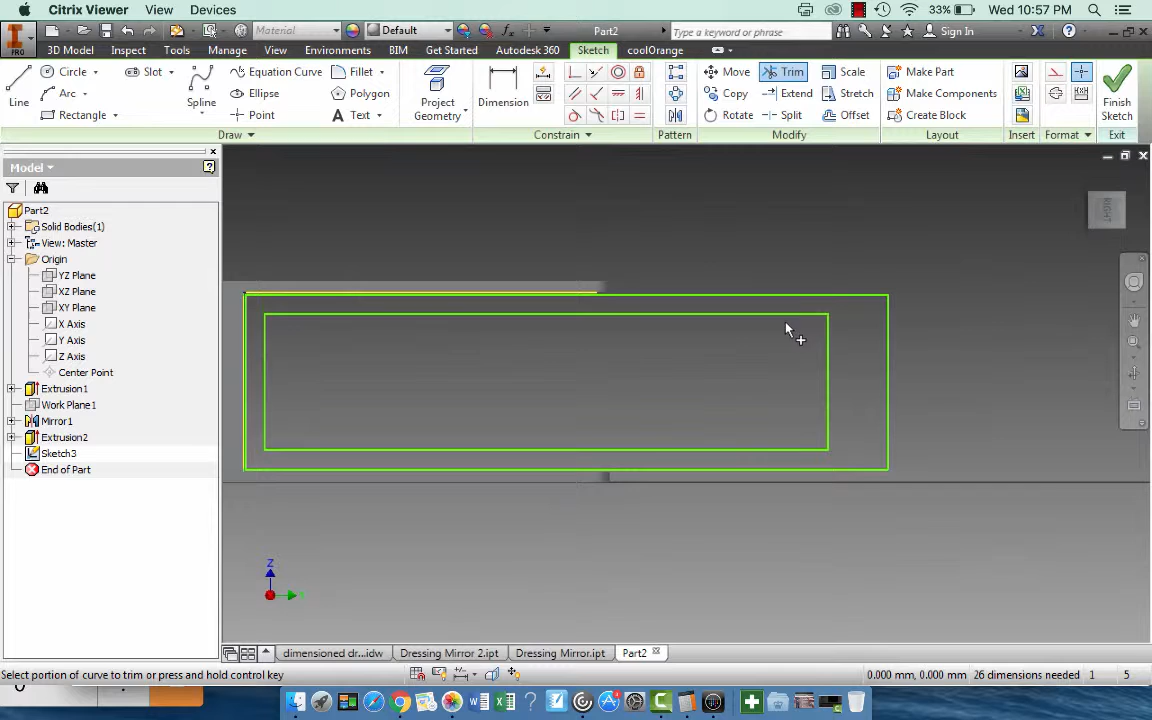 Citrix Viewer View Devices 33% Wed 10:57 PM
PRO Material Default Part2 Type a keyword or phrase Sign In
3D Model Inspect Tools Manage View Environments BIM Get Started Autodesk 360 Sketch coolOrange
Line Circle Arc Rectangle Slot Spline Equation Curve Ellipse Point Fillet Polygon Text Project Geometry Dimension Move Copy Rotate Trim Extend Split Scale Stretch Offset Make Part Make Components Create Block Finish Sketch
Draw Constrain Pattern Modify Layout Insert Format Exit
Model
Part2
Solid Bodies(1)
View: Master
Origin
YZ Plane
XZ Plane
XY Plane
X Axis
Y Axis
Z Axis
Center Point
Extrusion1
Work Plane1
Mirror1
Extrusion2
Sketch3
End of Part
RIGHT
Z
dimensioned dr...idw Dressing Mirror 2.ipt Dressing Mirror.ipt Part2
Select portion of curve to trim or press and hold control key 0.000 mm, 0.000 mm 26 dimensions needed 1 5